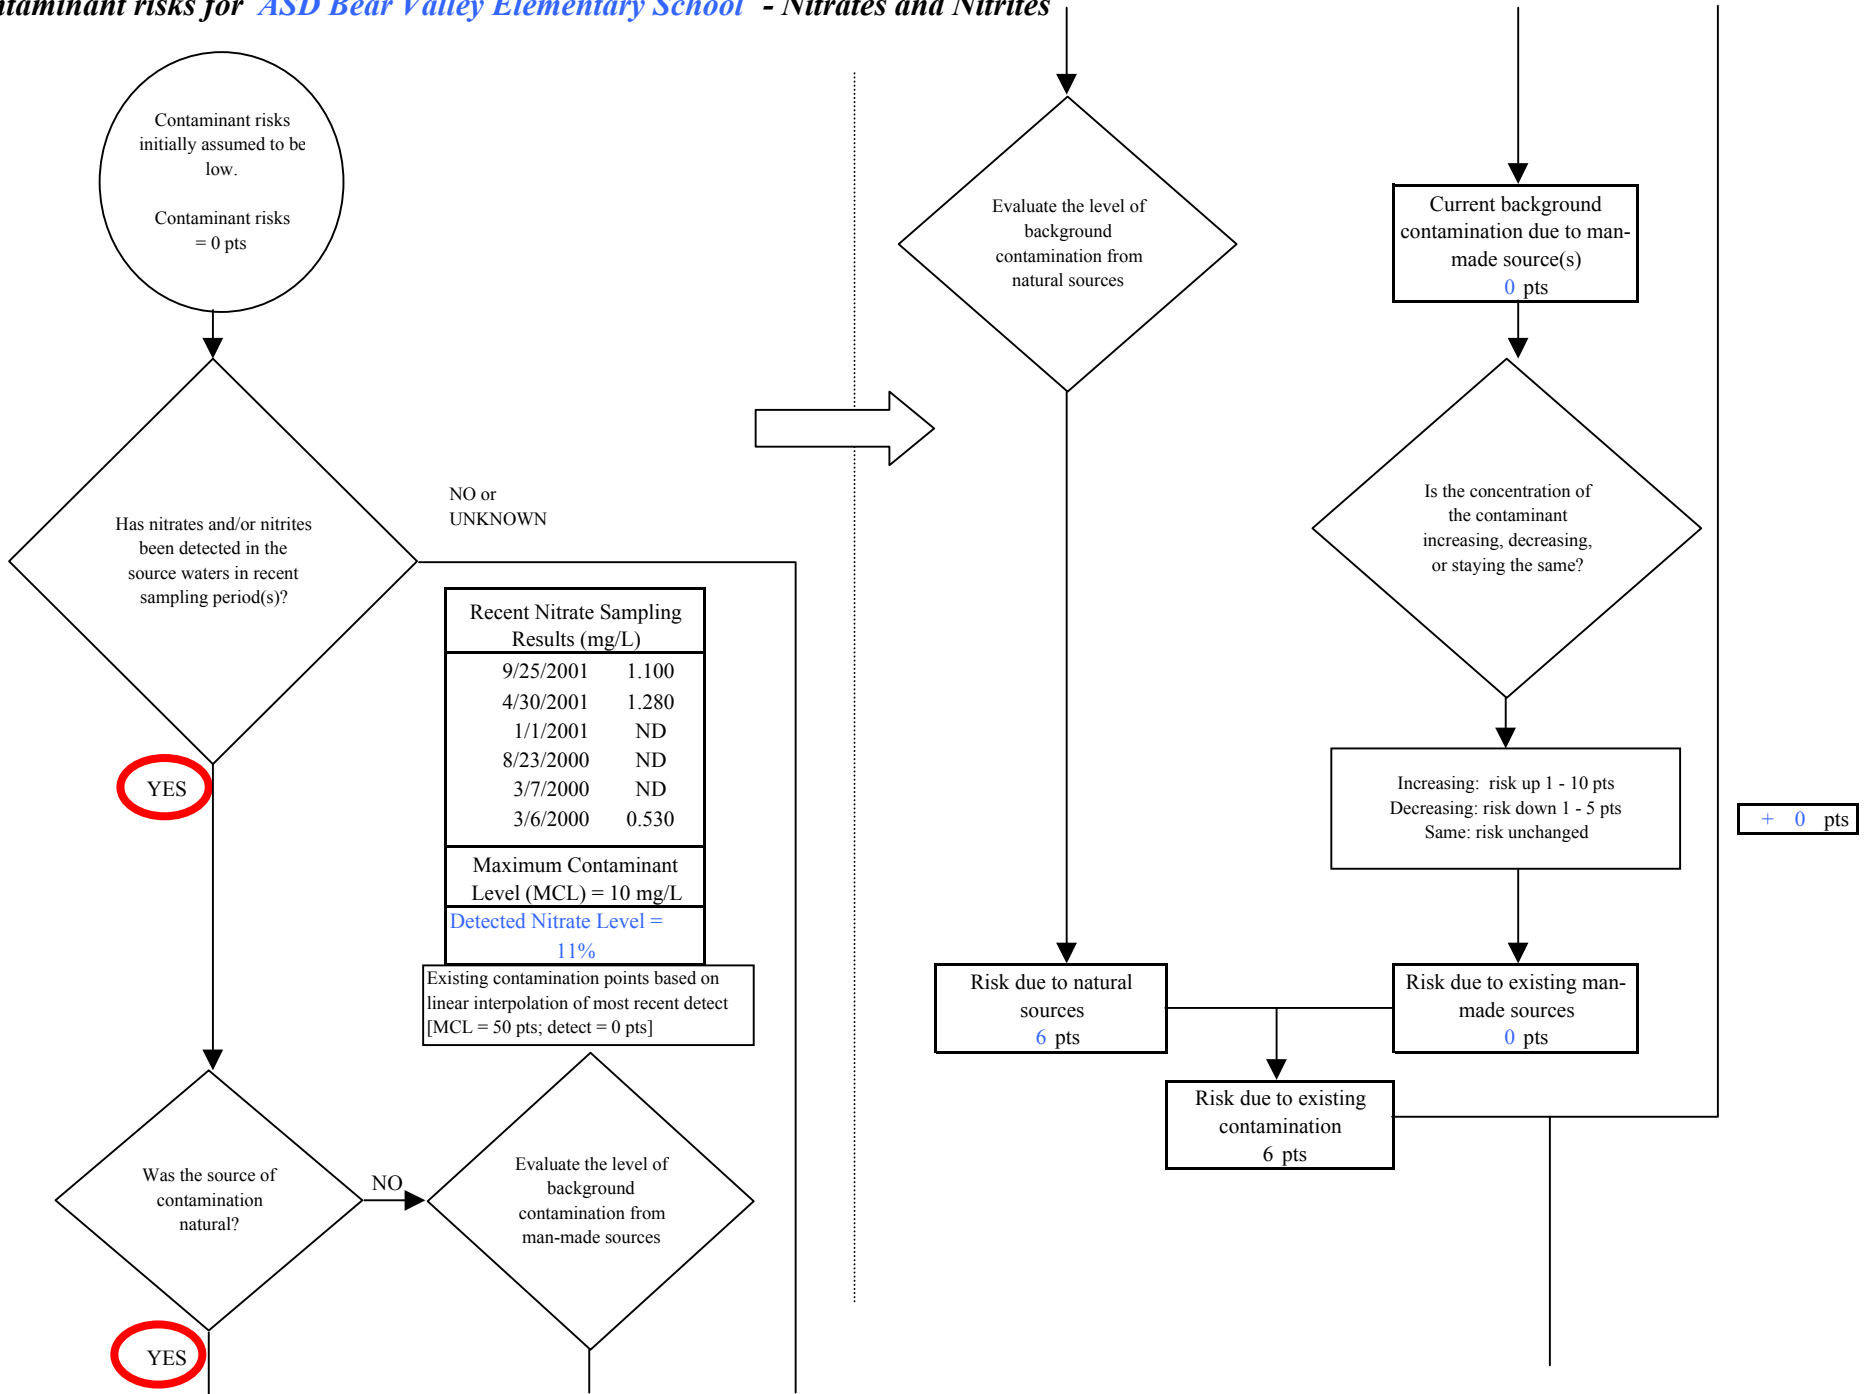 ntaminant risks for ASD Bear Valley Elementary School - Nitrates and Nitrites
Contaminant risks
initially assumed to be
low.
Contaminant risks
= 0 pts
Has nitrates and/or nitrites
been detected in the
source waters in recent
sampling period(s)?
NO or
UNKNOWN
YES
Recent Nitrate Sampling
Results (mg/L)
9/25/2001 1.100
4/30/2001 1.280
1/1/2001 ND
8/23/2000 ND
3/7/2000 ND
3/6/2000 0.530
Maximum Contaminant
Level (MCL) = 10 mg/L
Detected Nitrate Level =
11%
Existing contamination points based on
linear interpolation of most recent detect
[MCL = 50 pts; detect = 0 pts]
Was the source of
contamination
natural?
NO
YES
Evaluate the level of
background
contamination from
man-made sources
Evaluate the level of
background
contamination from
natural sources
Current background
contamination due to man-
made source(s)
0 pts
Is the concentration of
the contaminant
increasing, decreasing,
or staying the same?
Increasing: risk up 1 - 10 pts
Decreasing: risk down 1 - 5 pts
Same: risk unchanged
+ 0 pts
Risk due to natural
sources
6 pts
Risk due to existing man-
made sources
0 pts
Risk due to existing
contamination
6 pts